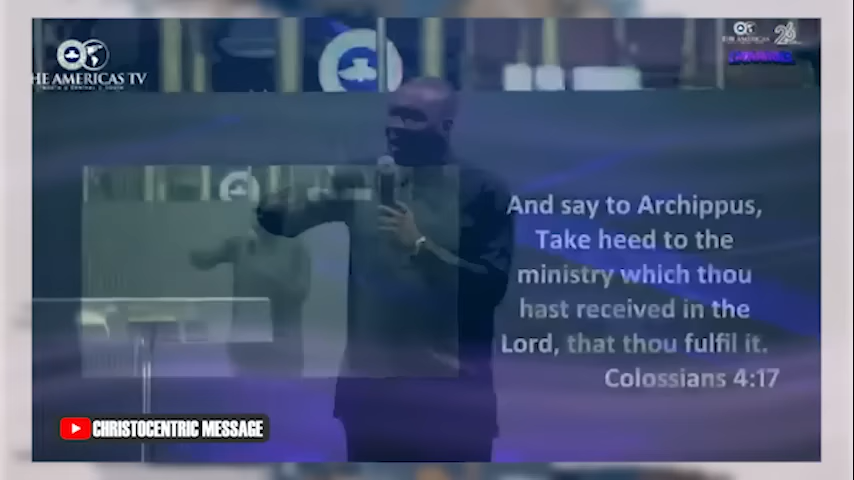 THE AMERICAS TV
And say to Archippus,
Take heed to the
ministry which thou
hast received in the
Lord, that thou fulfil it.
Colossians 4:17
CHRISTOCENTRIC MESSAGE